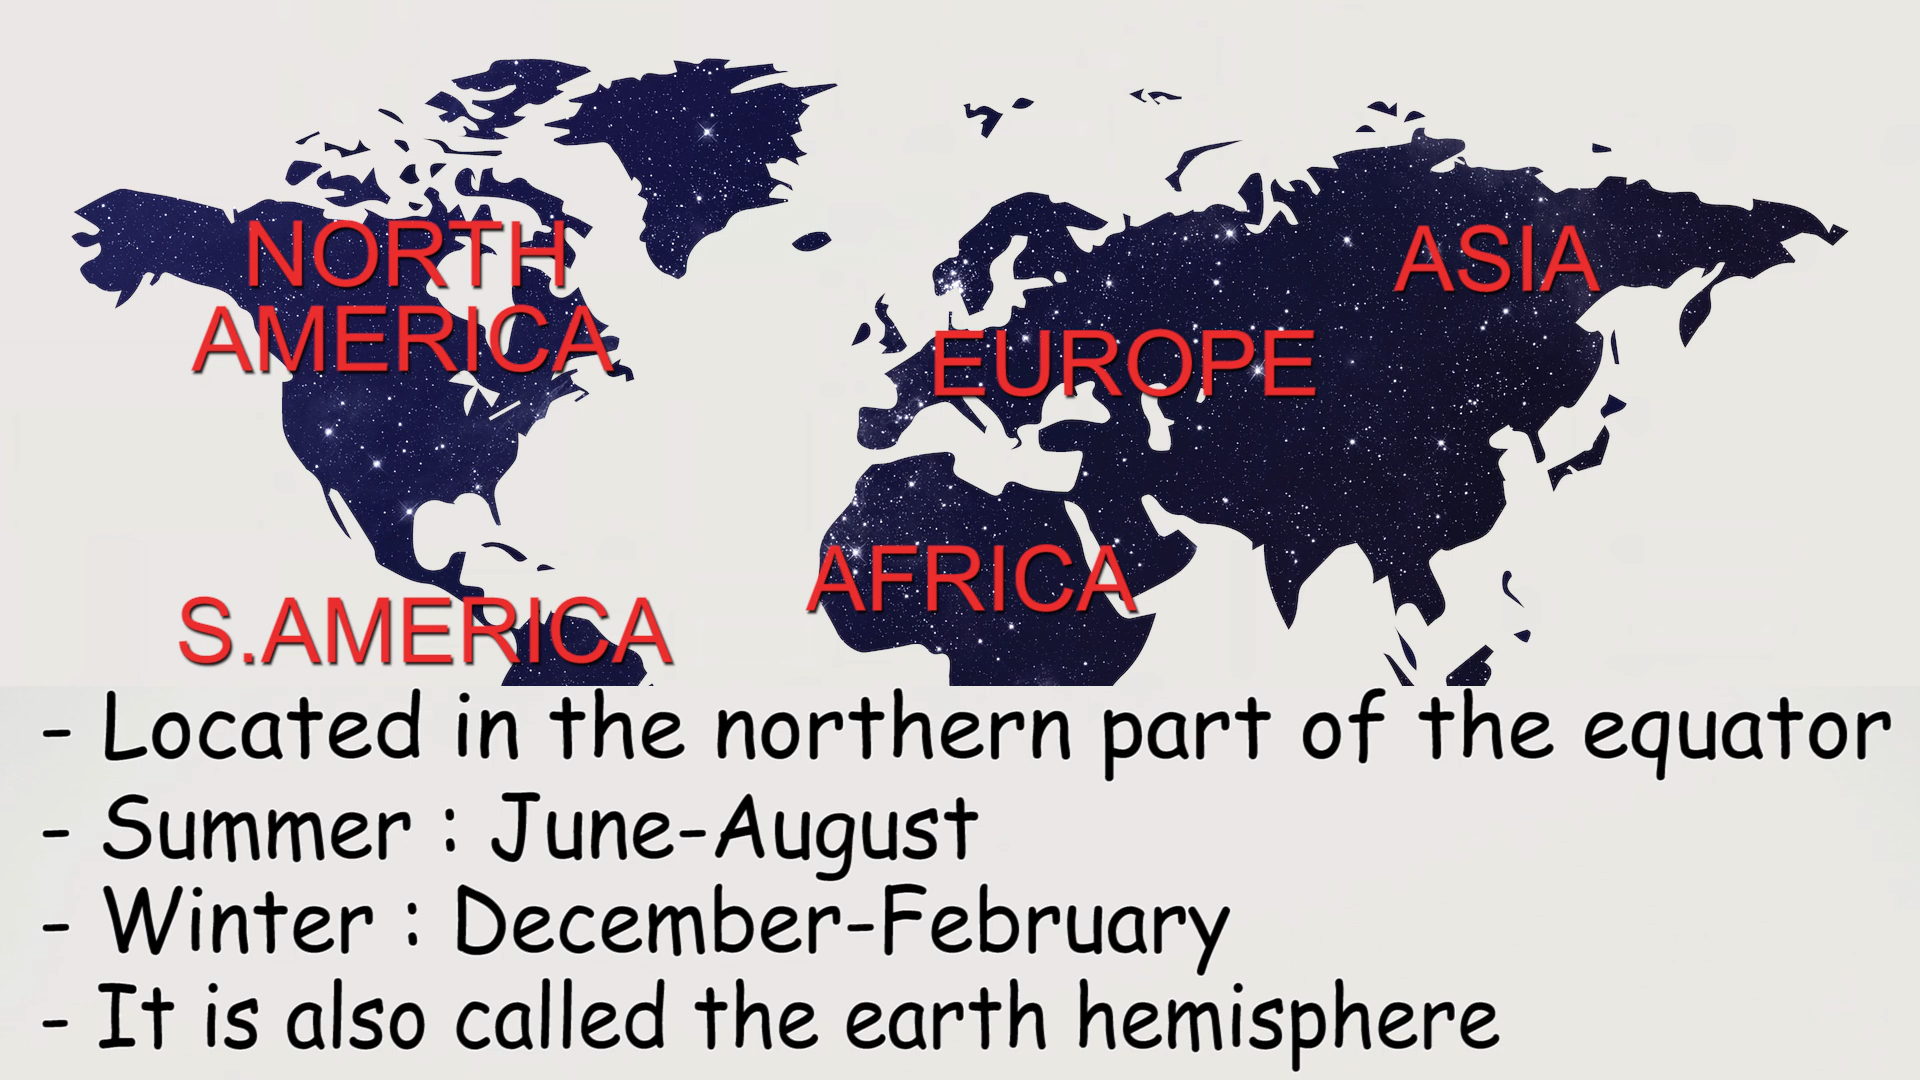 NORTH
AMERICA
ASIA
EUROPE
AFRICA
S.AMERICA
- Located in the northern part of the equator
- Summer : June-August
- Winter : December-February
- It is also called the earth hemisphere